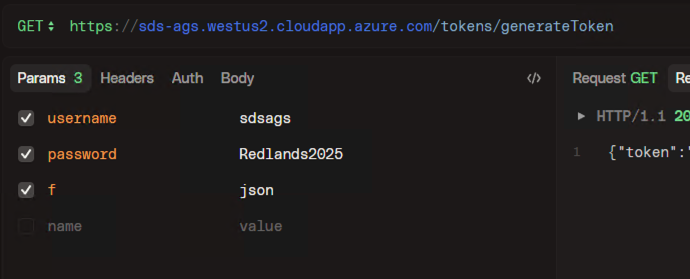 GET https://sds-ags.westus2.cloudapp.azure.com/tokens/generateToken
Params 3 Headers Auth Body </> Request GET Re
username sdsags HTTP/1.1 20
password Redlands2025 1 {"token":"
f json
name value